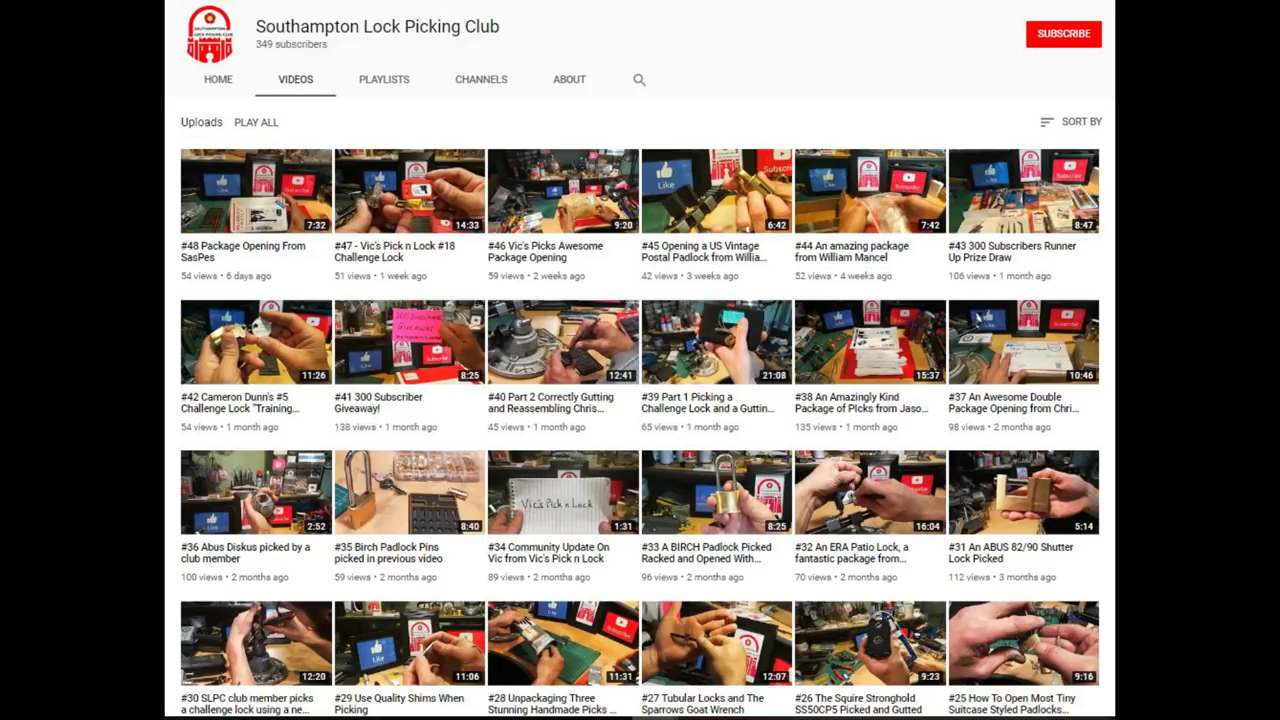 Southampton Lock Picking Club
349 subscribers
SUBSCRIBE
HOME VIDEOS PLAYLISTS CHANNELS ABOUT
Uploads PLAY ALL SORT BY
7:32 14:33 9:20 6:42 7:42 8:47
#48 Package Opening From SasPes
54 views • 6 days ago
#47 - Vic's Pick n Lock #18 Challenge Lock
51 views • 1 week ago
#46 Vic's Picks Awesome Package Opening
59 views • 2 weeks ago
#45 Opening a US Vintage Postal Padlock from Willia...
42 views • 3 weeks ago
#44 An amazing package from William Mancel
52 views • 4 weeks ago
#43 300 Subscribers Runner Up Prize Draw
106 views • 1 month ago
11:26 8:25 12:41 21:08 15:37 10:46
#42 Cameron Dunn's #5 Challenge Lock "Training...
54 views • 1 month ago
#41 300 Subscriber Giveaway!
138 views • 1 month ago
#40 Part 2 Correctly Gutting and Reassembling Chris...
45 views • 1 month ago
#39 Part 1 Picking a Challenge Lock and a Guttin...
65 views • 1 month ago
#38 An Amazingly Kind Package of PIcks from Jaso...
135 views • 1 month ago
#37 An Awesome Double Package Opening from Chri...
98 views • 2 months ago
Vic's Pick n Lock
2:52 8:40 1:31 8:25 16:04 5:14
#36 Abus Diskus picked by a club member
100 views • 2 months ago
#35 Birch Padlock Pins picked in previous video
59 views • 2 months ago
#34 Community Update On Vic from Vic's Pick n Lock
89 views • 2 months ago
#33 A BIRCH Padlock Picked Racked and Opened With...
96 views • 2 months ago
#32 An ERA Patio Lock, a fantastic package from...
70 views • 2 months ago
#31 An ABUS 82/90 Shutter Lock Picked
112 views • 3 months ago
12:20 11:06 11:31 12:07 9:23 9:16
#30 SLPC club member picks a challenge lock using a ne...
#29 Use Quality Shims When Picking
#28 Unpackaging Three Stunning Handmade Picks ...
#27 Tubular Locks and The Sparrows Goat Wrench
#26 The Squire Stronghold SS50CP5 Picked and Gutted
#25 How To Open Most Tiny Suitcase Styled Padlocks...